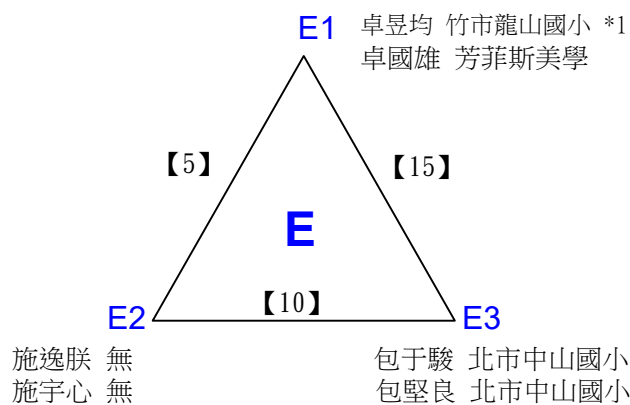 E1 卓昱均 竹市龍山國小 *1
卓國雄 芳菲斯美學
【5】 【15】
E
【10】
E2 E3
施逸朕 無 包于駿 北市中山國小
施宇心 無 包堅良 北市中山國小